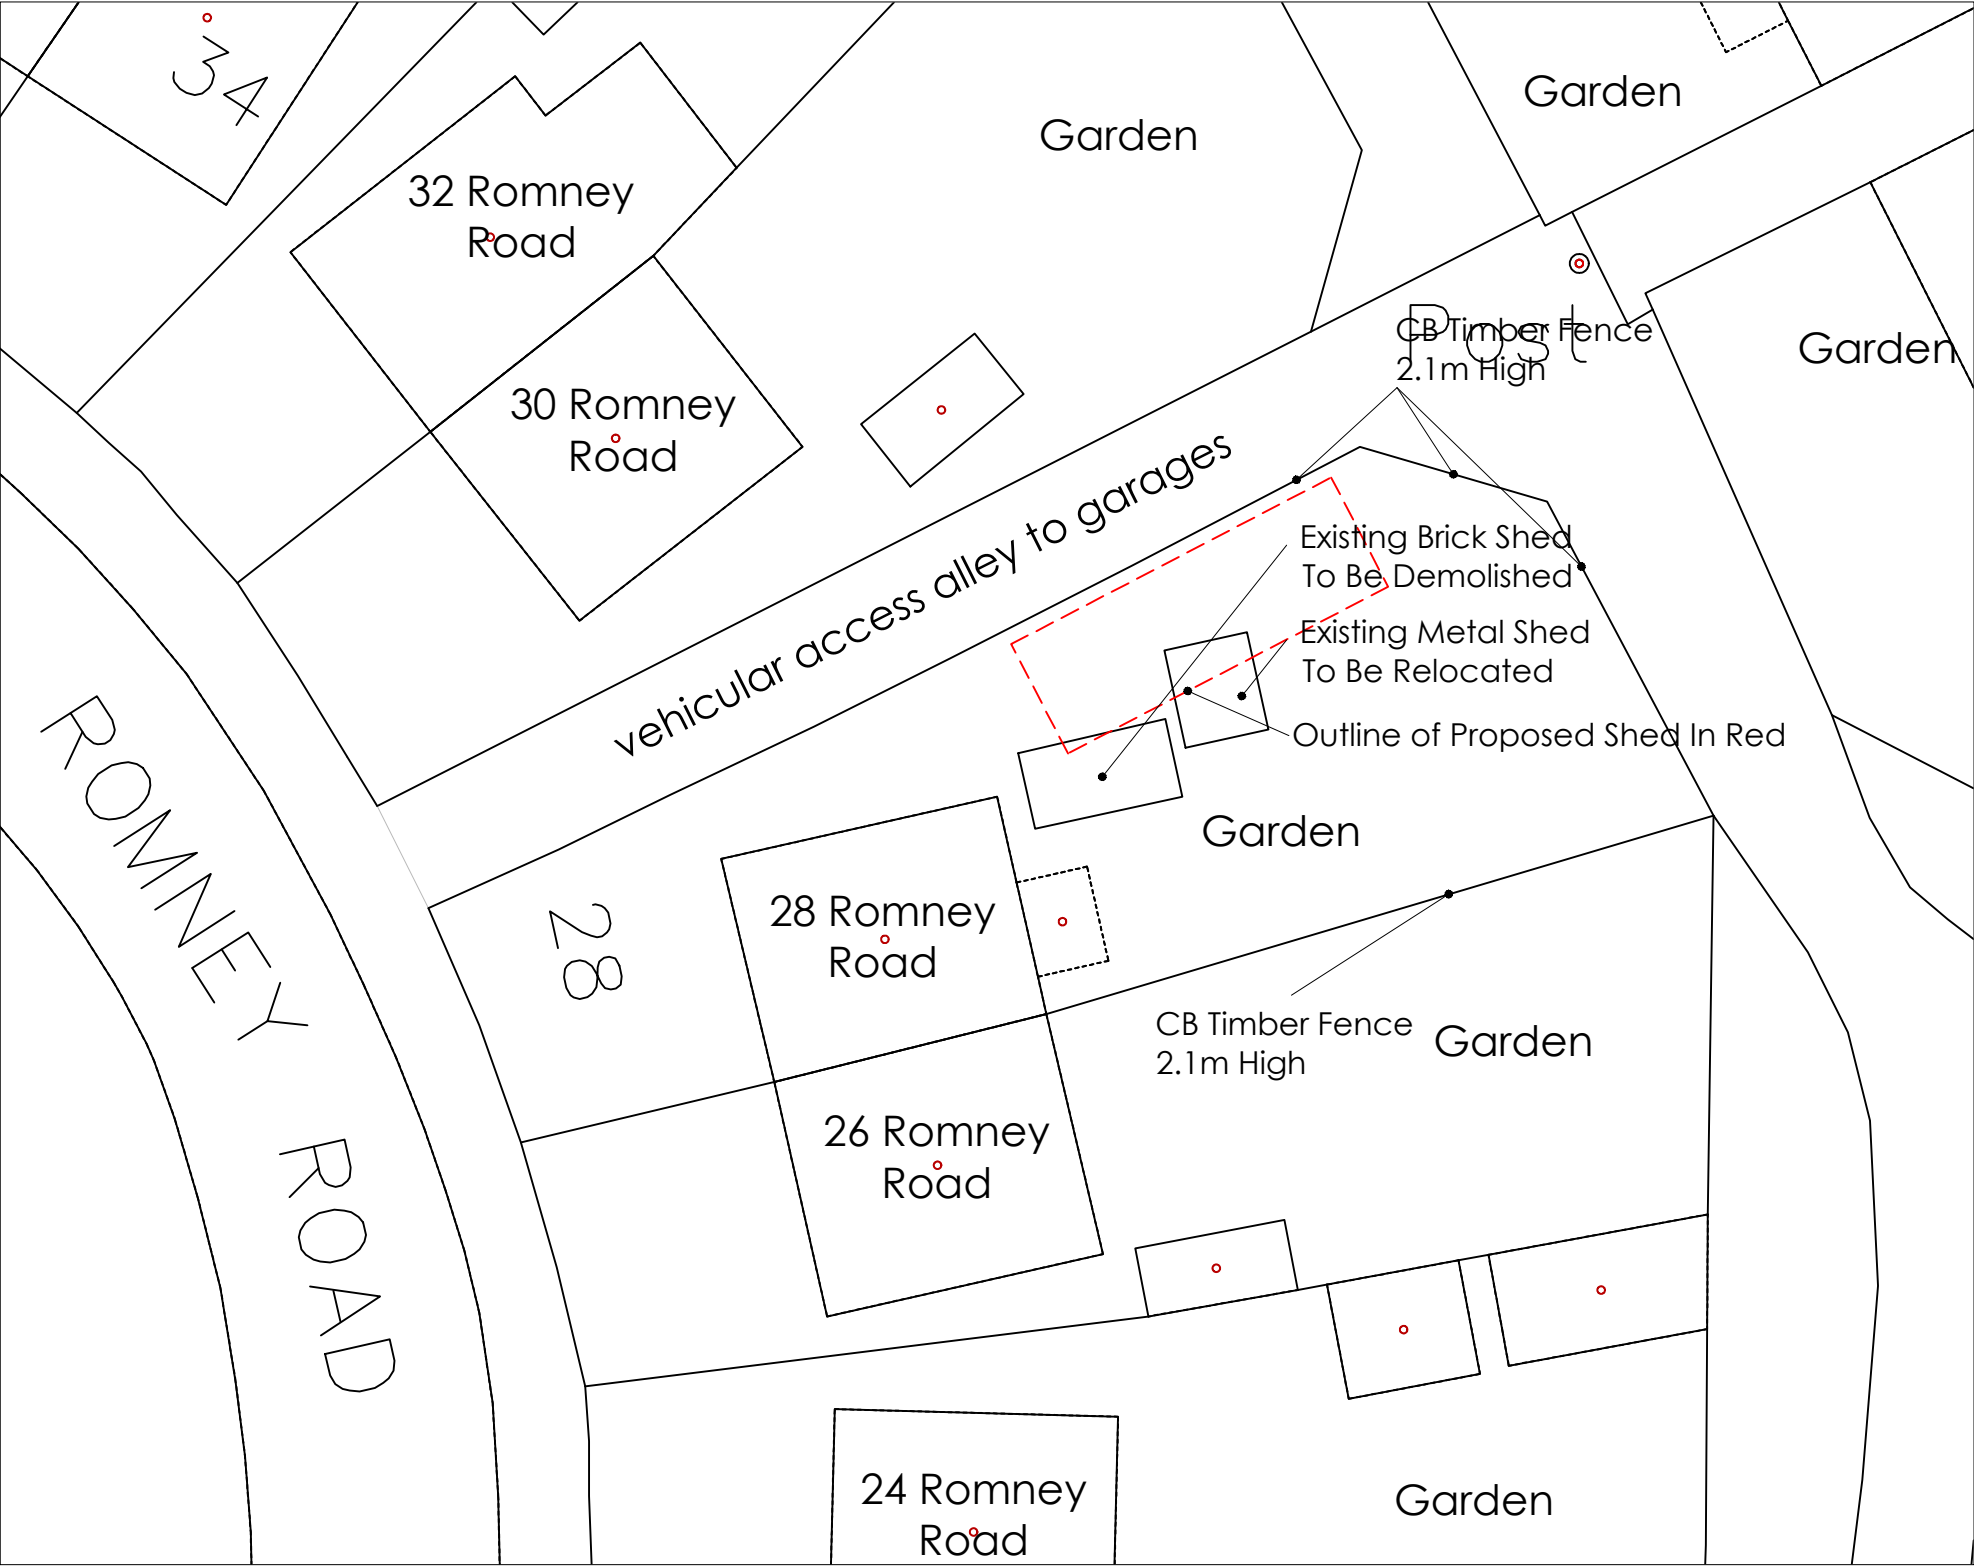 34
Garden
Garden
32 Romney
Road
Post
CB Timber Fence
2.1m High
Garden
30 Romney
Road
vehicular access alley to garages
Existing Brick Shed
To Be Demolished
Existing Metal Shed
To Be Relocated
Outline of Proposed Shed In Red
ROMNEY ROAD
Garden
28
28 Romney
Road
CB Timber Fence
2.1m High
Garden
26 Romney
Road
24 Romney
Road
Garden